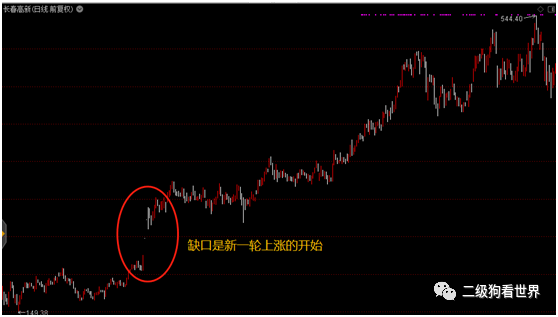 长春高新(日线 前复权)
544.40
缺口是新一轮上涨的开始
二级狗看世界
149.38